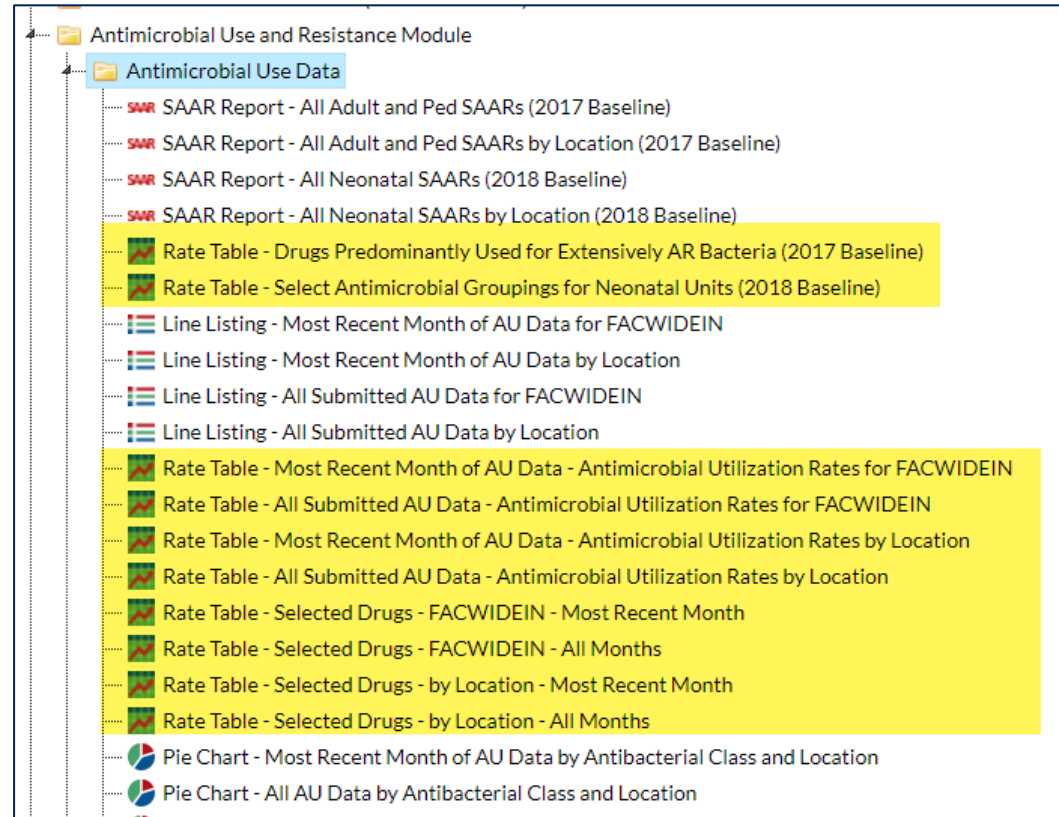 Antimicrobial Use and Resistance Module
Antimicrobial Use Data
SAAR SAAR Report - All Adult and Ped SAARs (2017 Baseline)
SAAR SAAR Report - All Adult and Ped SAARs by Location (2017 Baseline)
SAAR SAAR Report - All Neonatal SAARs (2018 Baseline)
SAAR SAAR Report - All Neonatal SAARs by Location (2018 Baseline)
Rate Table - Drugs Predominantly Used for Extensively AR Bacteria (2017 Baseline)
Rate Table - Select Antimicrobial Groupings for Neonatal Units (2018 Baseline)
Line Listing - Most Recent Month of AU Data for FACWIDEIN
Line Listing - Most Recent Month of AU Data by Location
Line Listing - All Submitted AU Data for FACWIDEIN
Line Listing - All Submitted AU Data by Location
Rate Table - Most Recent Month of AU Data - Antimicrobial Utilization Rates for FACWIDEIN
Rate Table - All Submitted AU Data - Antimicrobial Utilization Rates for FACWIDEIN
Rate Table - Most Recent Month of AU Data - Antimicrobial Utilization Rates by Location
Rate Table - All Submitted AU Data - Antimicrobial Utilization Rates by Location
Rate Table - Selected Drugs - FACWIDEIN - Most Recent Month
Rate Table - Selected Drugs - FACWIDEIN - All Months
Rate Table - Selected Drugs - by Location - Most Recent Month
Rate Table - Selected Drugs - by Location - All Months
Pie Chart - Most Recent Month of AU Data by Antibacterial Class and Location
Pie Chart - All AU Data by Antibacterial Class and Location